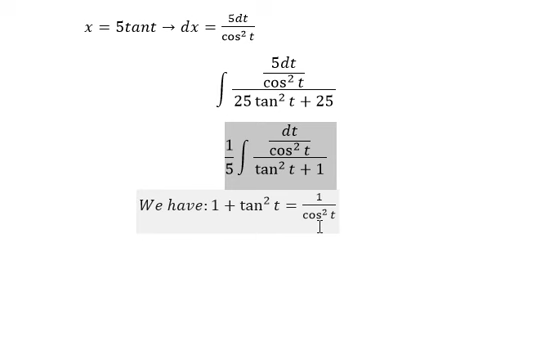 x = 5tant → dx = 5dt / cos² t
∫ (5dt / cos² t) / (25 tan² t + 25)
1/5 ∫ (dt / cos² t) / (tan² t + 1)
We have: 1 + tan² t = 1 / cos² t